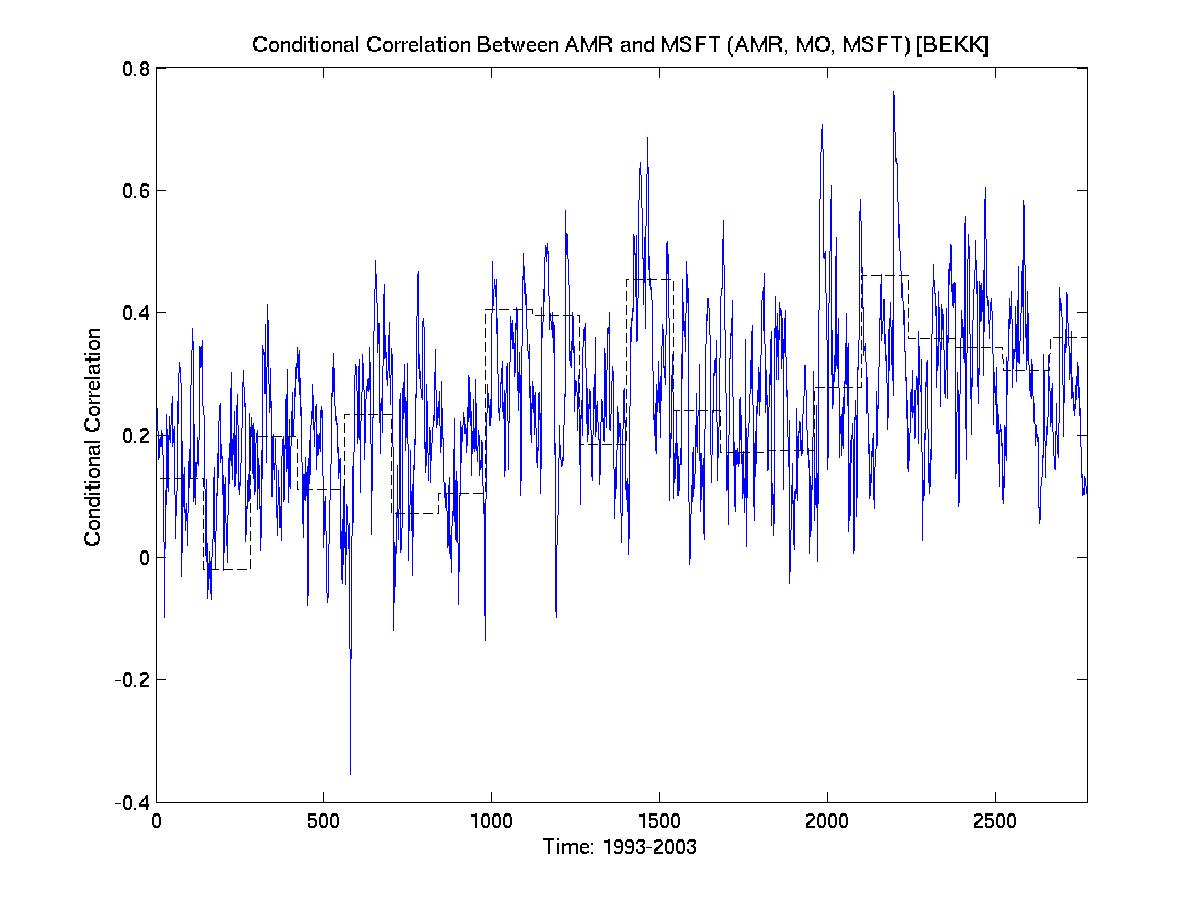 Conditional Correlation Between AMR and MSFT (AMR, MO, MSFT) [BEKK]
0.8
0.6
0.4
0.2
0
-0.2
-0.4
Conditional Correlation
0 500 1000 1500 2000 2500
Time: 1993-2003